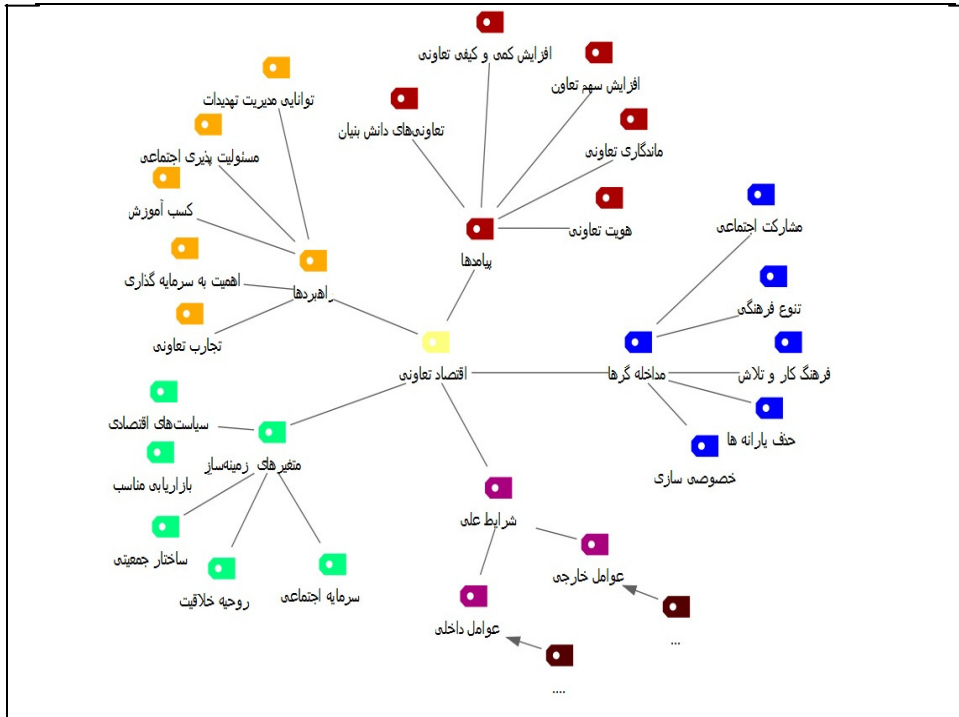 افزایش کمی و کیفی تعاونی
افزایش سهم تعاون
توانایی مدیریت تهدیدات
تعاونی‌های دانش بنیان
ماندگاری تعاونی
مسئولیت پذیری اجتماعی
کسب آموزش
هویت تعاونی
مشارکت اجتماعی
پیامدها
اهمیت به سرمایه گذاری
راهبردها
تنوع فرهنگی
تجارب تعاونی
اقتصاد تعاونی
مداخله گرها
فرهنگ کار و تلاش
سیاست‌های اقتصادی
حذف یارانه ها
متغیرهای زمینه‌ساز
خصوصی سازی
بازاریابی مناسب
شرایط علی
ساختار جمعیتی
عوامل خارجی
سرمایه اجتماعی
روحیه خلاقیت
عوامل داخلی
...
....